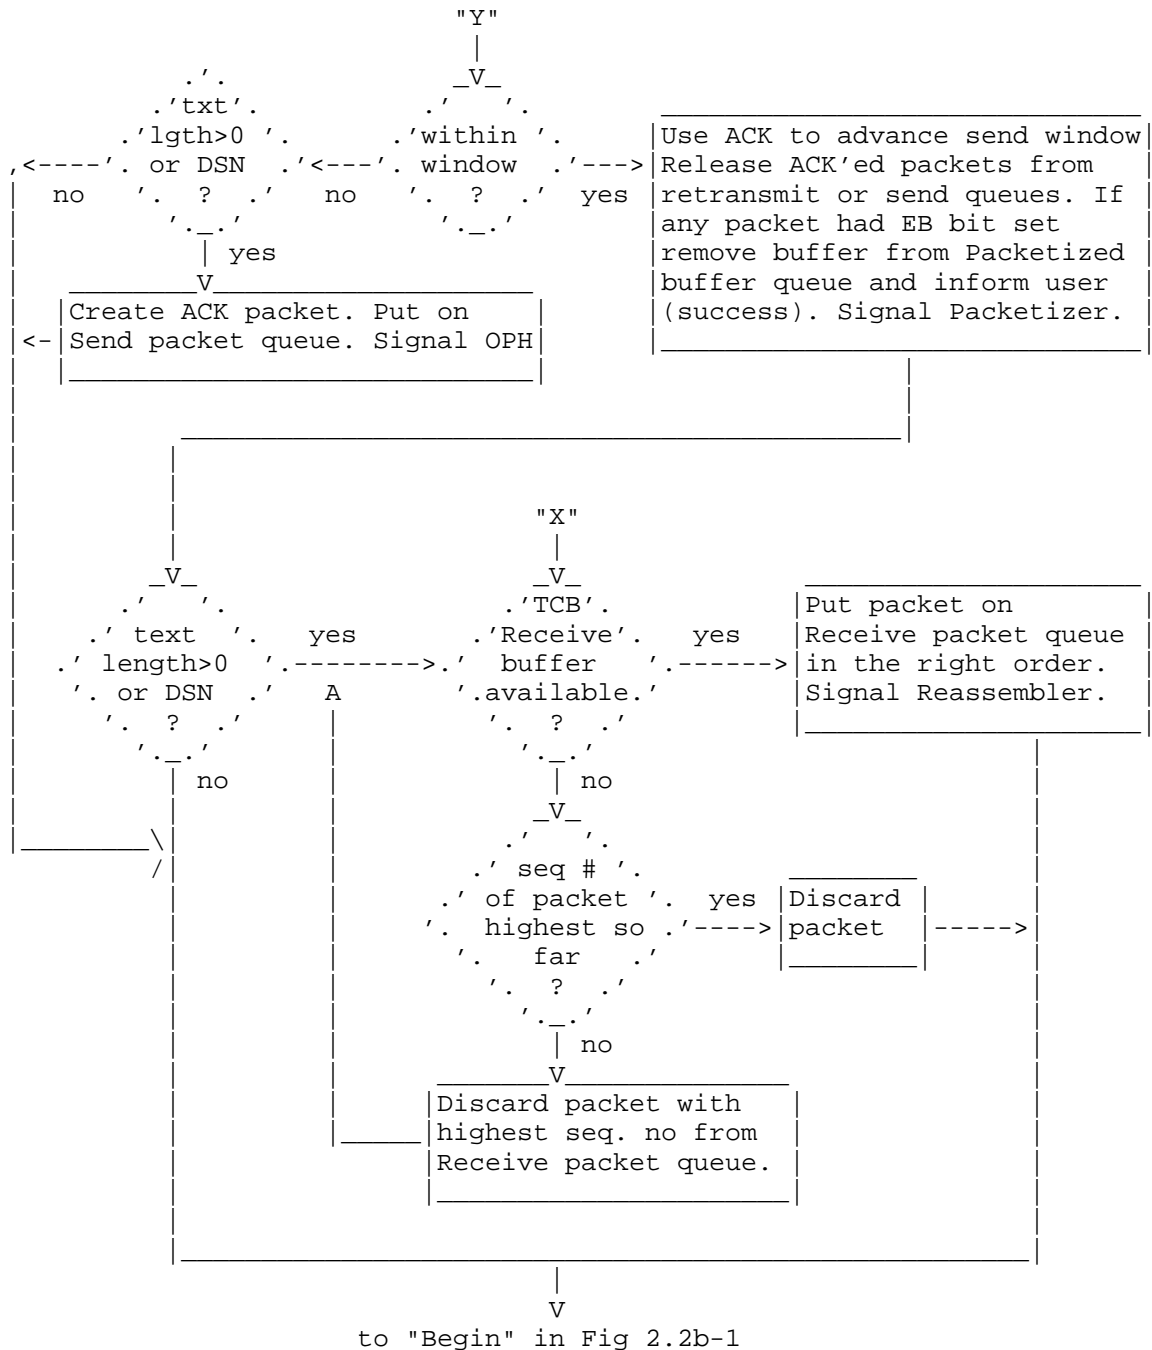 "Y"
txt
lgth>0
or DSN
?
no
yes
within
window
?
no
yes
Use ACK to advance send window
Release ACK'ed packets from
retransmit or send queues. If
any packet had EB bit set
remove buffer from Packetized
buffer queue and inform user
(success). Signal Packetizer.
Create ACK packet. Put on
Send packet queue. Signal OPH
"X"
text
length>0
or DSN
?
yes
A
no
TCB
Receive
buffer
available.
?
yes
no
Put packet on
Receive packet queue
in the right order.
Signal Reassembler.
seq #
of packet
highest so
far
?
yes
no
Discard
packet
Discard packet with
highest seq. no from
Receive packet queue.
to "Begin" in Fig 2.2b-1